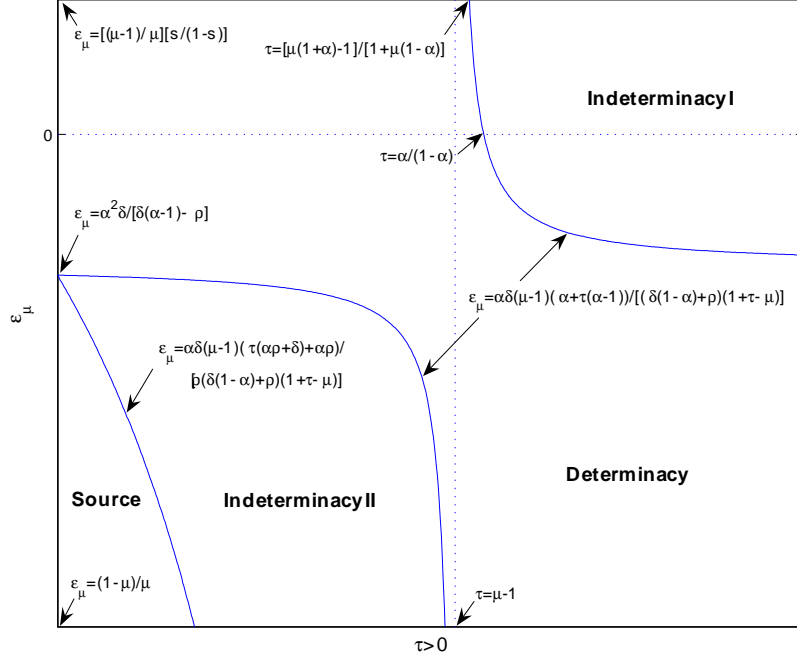 ε_μ=[(μ-1)/ μ][s/(1-s)]
τ=[μ(1+α)-1]/[1+μ(1-α)]
Indeterminacy I
0
τ=α/(1-α)
ε_μ=α²δ/[δ(α-1)- ρ]
ε_μ=αδ(μ-1)( α+τ(α-1))/[( δ(1-α)+ρ)(1+τ- μ)]
ε_μ
ε_μ=αδ(μ-1)( τ(αρ+δ)+αρ)/
[ρ(δ(1-α)+ρ)(1+τ- μ)]
Determinacy
Source
Indeterminacy II
ε_μ=(1-μ)/μ
τ=μ-1
τ>0